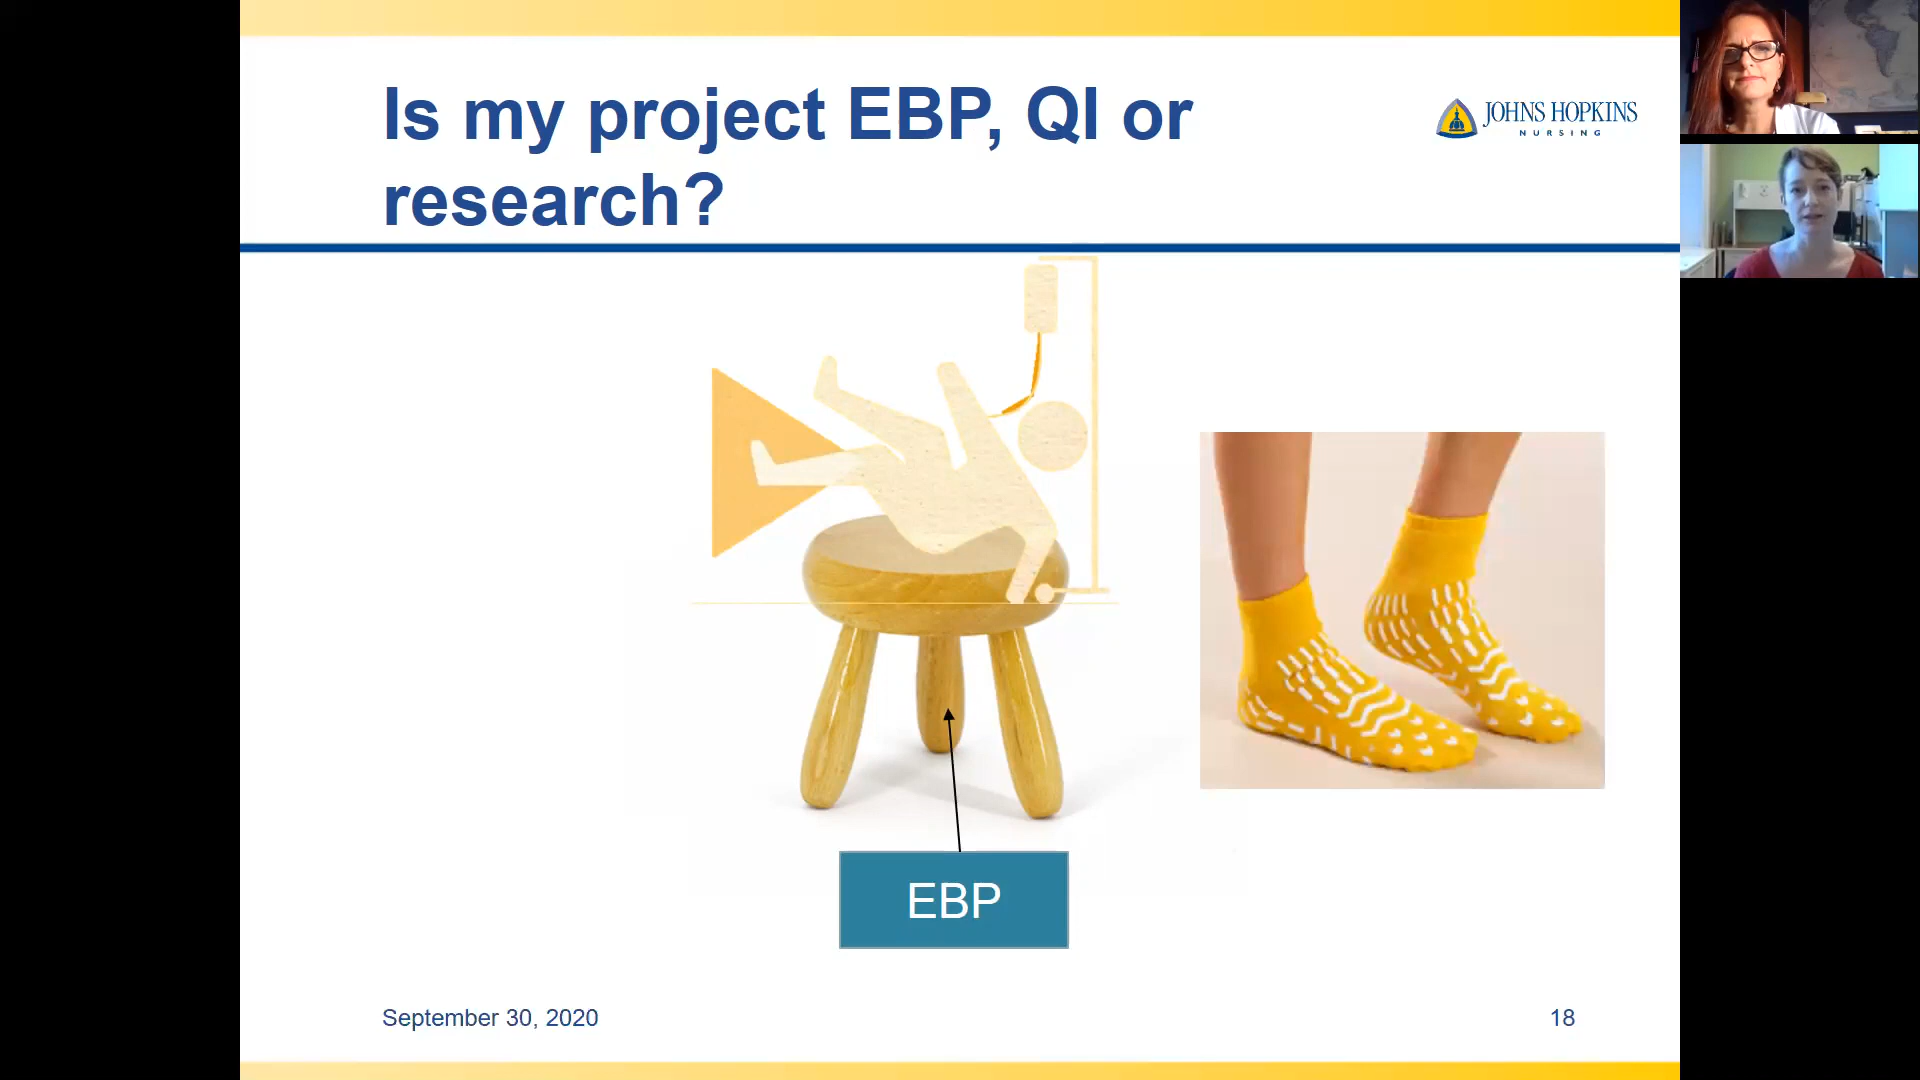 Is my project EBP, QI or
research?
JOHNS HOPKINS
NURSING
EBP
September 30, 2020
18